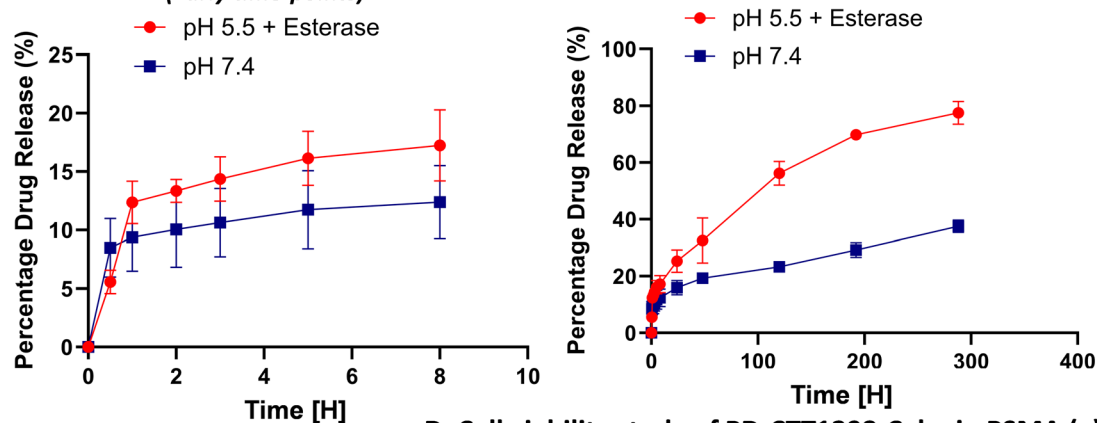 pH 5.5 + Esterase
pH 7.4
Percentage Drug Release (%)
25
20
15
10
5
0
0 2 4 6 8 10
Time [H]
pH 5.5 + Esterase
pH 7.4
Percentage Drug Release (%)
100
80
60
40
20
0
0 100 200 300 400
Time [H]